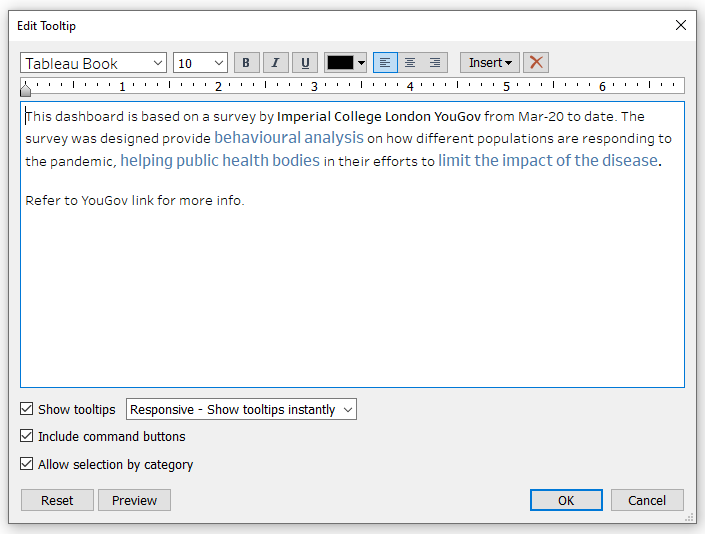 Edit Tooltip
Tableau Book 10 B I U Insert
1 2 3 4 5 6
This dashboard is based on a survey by Imperial College London YouGov from Mar-20 to date. The
survey was designed provide behavioural analysis on how different populations are responding to
the pandemic, helping public health bodies in their efforts to limit the impact of the disease.
Refer to YouGov link for more info.
Show tooltips Responsive - Show tooltips instantly
Include command buttons
Allow selection by category
Reset Preview OK Cancel